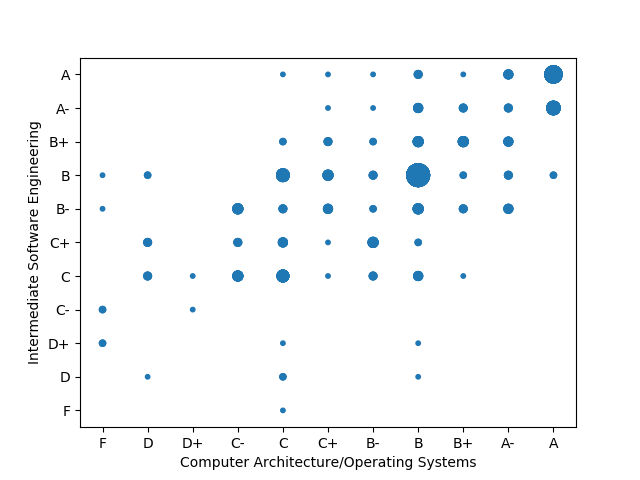 Intermediate Software Engineering
A
A-
B+
B
B-
C+
C
C-
D+
D
F
F D D+ C- C C+ B- B B+ A- A
Computer Architecture/Operating Systems